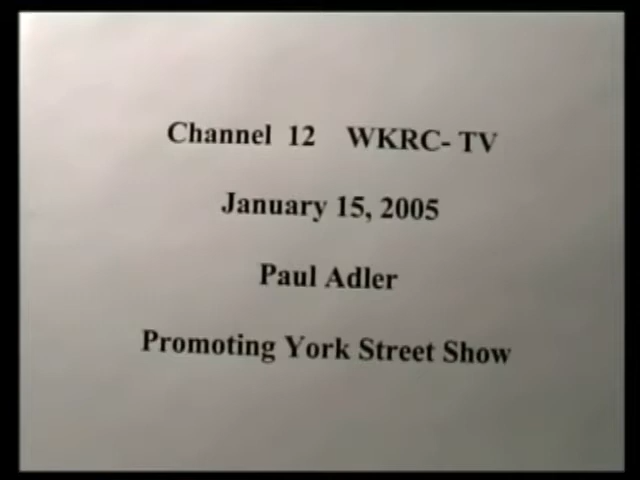 Channel 12 WKRC- TV
January 15, 2005
Paul Adler
Promoting York Street Show